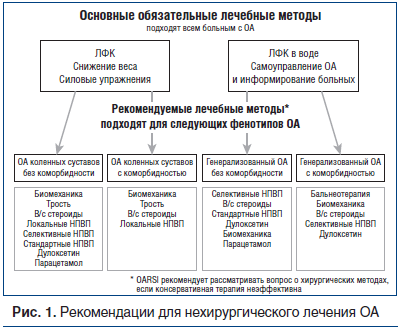 Основные обязательные лечебные методы
подходят всем больным с ОА
ЛФК
Снижение веса
Силовые упражнения
ЛФК в воде
Самоуправление ОА
и информирование больных
Рекомендуемые лечебные методы*
подходят для следующих фенотипов ОА
ОА коленных суставов
без коморбидности
ОА коленных суставов
с коморбидностью
Генерализованный ОА
без коморбидности
Генерализованный ОА
с коморбидностью
Биомеханика
Трость
В/с стероиды
Локальные НПВП
Селективные НПВП
Стандартные НПВП
Дулоксетин
Парацетамол
Биомеханика
Трость
В/с стероиды
Локальные НПВП
Селективные НПВП
В/с стероиды
Стандартные НПВП
Дулоксетин
Биомеханика
Парацетамол
Бальнеотерапия
Биомеханика
В/с стероиды
Селективные НПВП
Дулоксетин
* OARSI рекомендует рассматривать вопрос о хирургических методах,
если консервативная терапия неэффективна
Рис. 1. Рекомендации для нехирургического лечения ОА